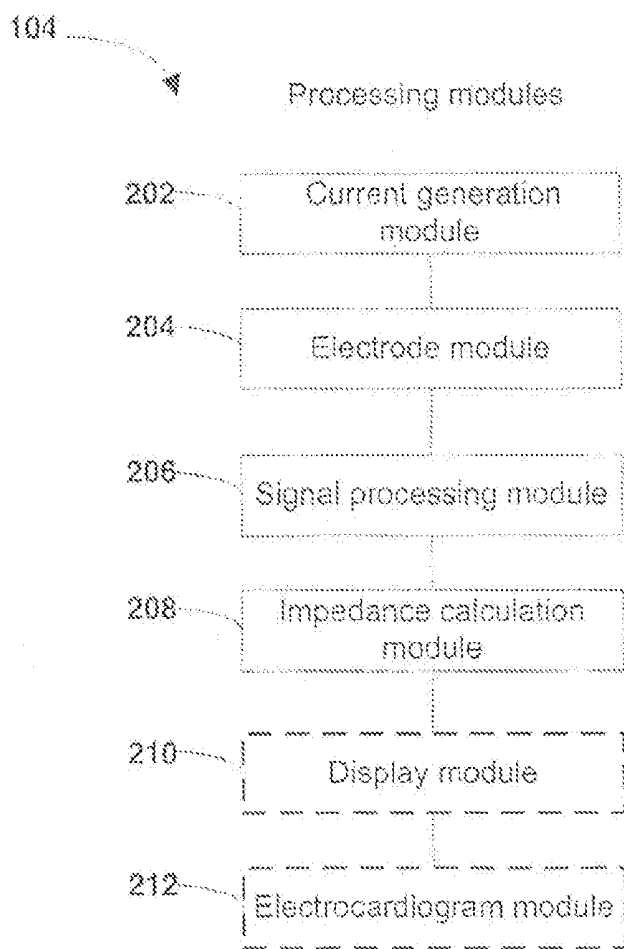 104
Processing modules
202
Current generation
module
204
Electrode module
206
Signal processing module
208
Impedance calculation
module
210
Display module
212
Electrocardiogram module